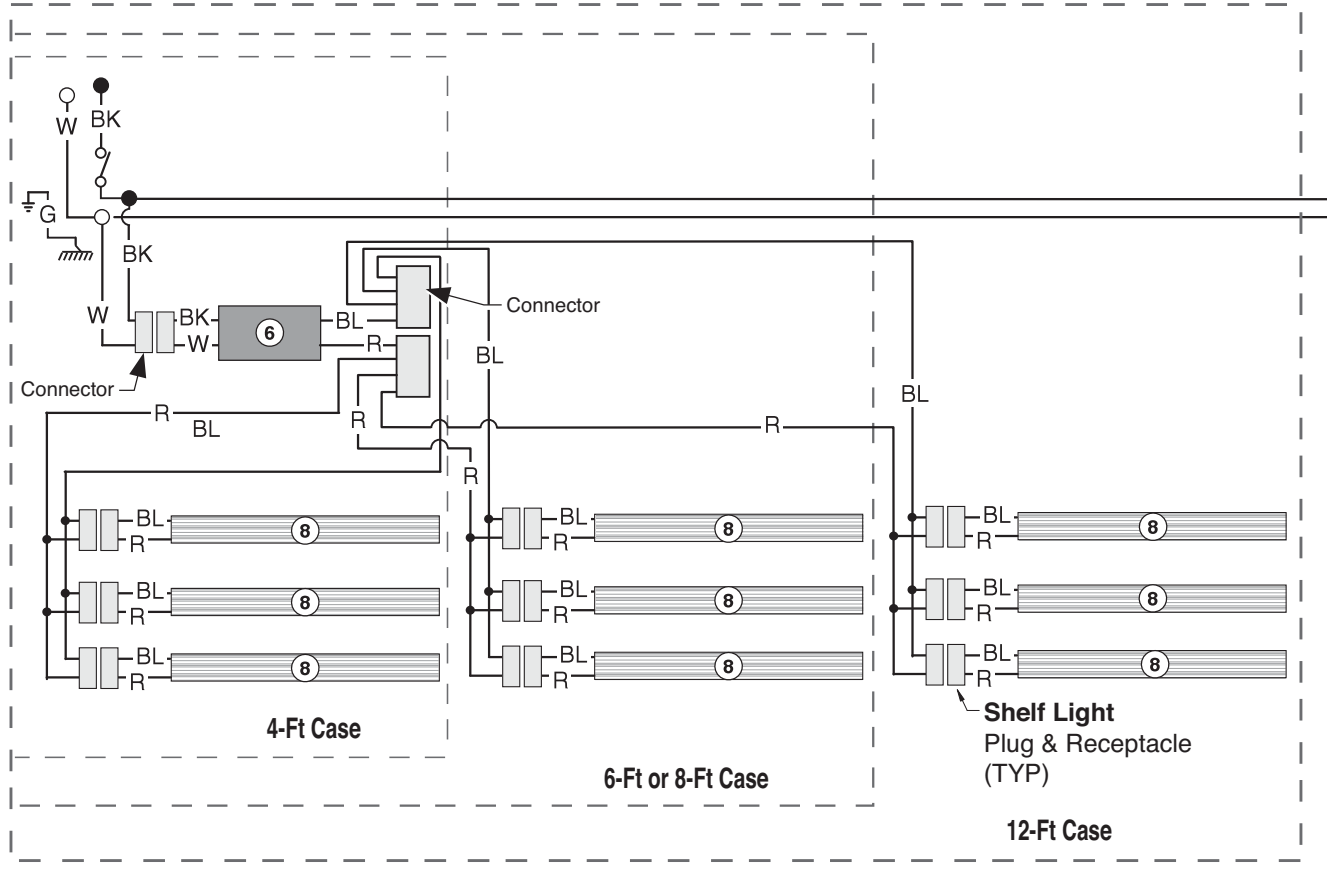 W
BK
G
BK
W
BK
W
6
BL
R
Connector
Connector
BL
BL
R
BL
R
R
R
BL
R
8
BL
R
8
BL
R
8
BL
R
8
BL
R
8
BL
R
8
BL
R
8
BL
R
8
BL
R
8
4-Ft Case
6-Ft or 8-Ft Case
Shelf Light
Plug & Receptacle
(TYP)
12-Ft Case